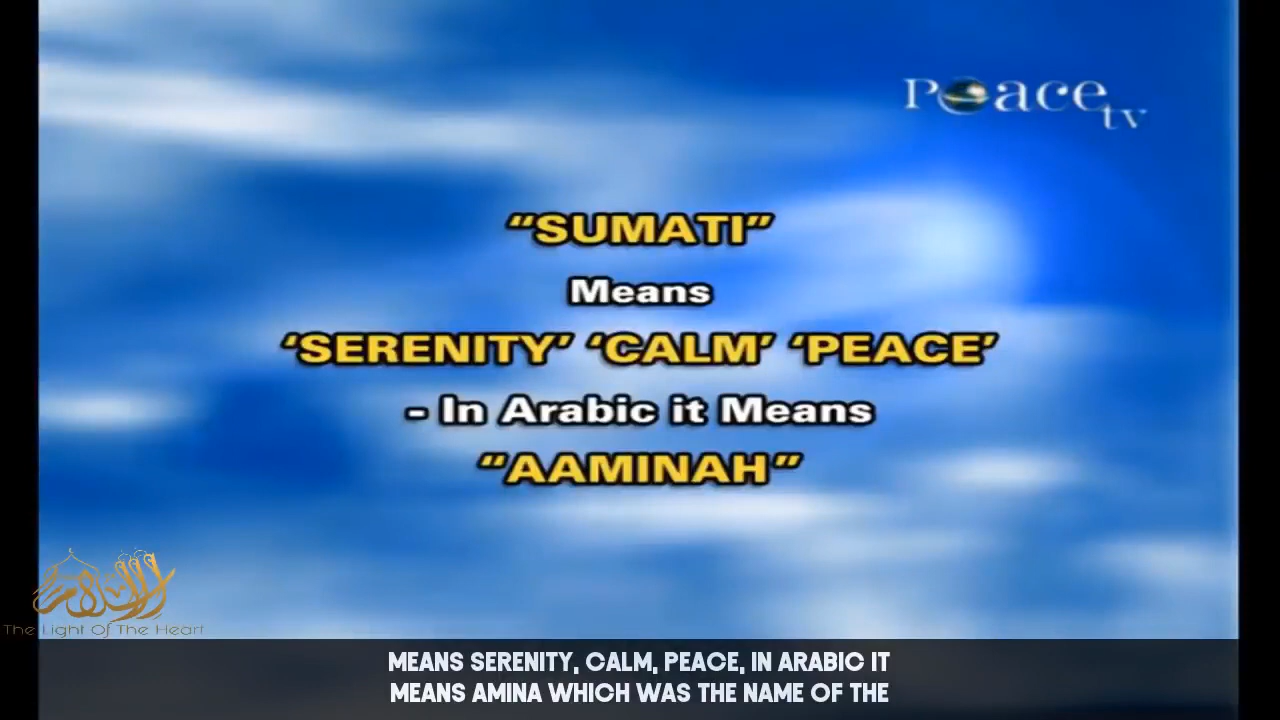 Peace
tv
“SUMATI”
Means
‘SERENITY’ ‘CALM’ ‘PEACE’
- In Arabic it Means
“AAMINAH”
The Light Of The Heart
MEANS SERENITY, CALM, PEACE, IN ARABIC IT
MEANS AMINA WHICH WAS THE NAME OF THE